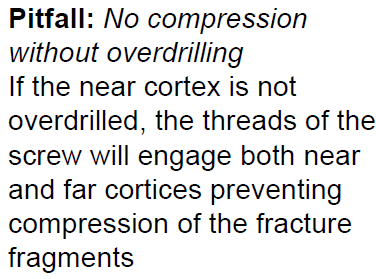 Pitfall: No compression
without overdrilling
If the near cortex is not
overdrilled, the threads of the
screw will engage both near
and far cortices preventing
compression of the fracture
fragments